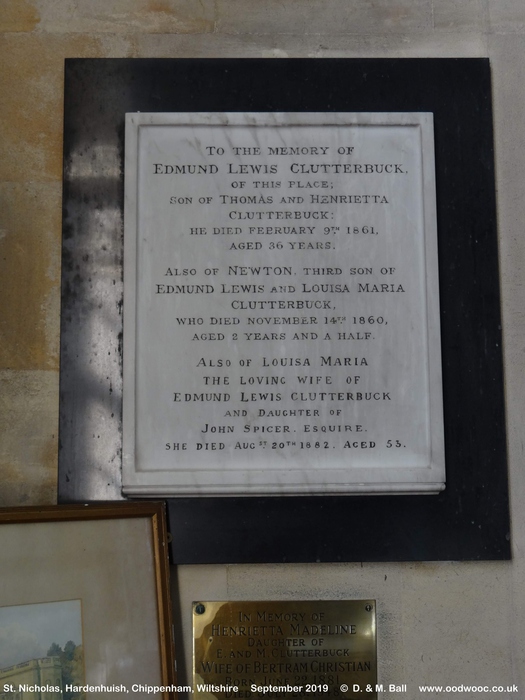 TO THE MEMORY OF
EDMUND LEWIS CLUTTERBUCK.
OF THIS PLACE;
SON OF THOMAS AND HENRIETTA
CLUTTERBUCK:
HE DIED FEBRUARY 9TH 1861,
AGED 36 YEARS.
ALSO OF NEWTON, THIRD SON OF
EDMUND LEWIS AND LOUISA MARIA
CLUTTERBUCK,
WHO DIED NOVEMBER 14TH 1860,
AGED 2 YEARS AND A HALF.
ALSO OF LOUISA MARIA
THE LOVING WIFE OF
EDMUND LEWIS CLUTTERBUCK
AND DAUGHTER OF
JOHN SPICER. ESQUIRE.
SHE DIED AUGST 20TH 1882. AGED 53.
IN MEMORY OF
HENRIETTA MADELINE
DAUGHTER OF
E. AND M. CLUTTERBUCK
WIFE OF BERTRAM CHRISTIAN
BORN JUNE 22 1881
St. Nicholas, Hardenhuish, Chippenham, Wiltshire September 2019 © D. & M. Ball www.oodwooc.co.uk